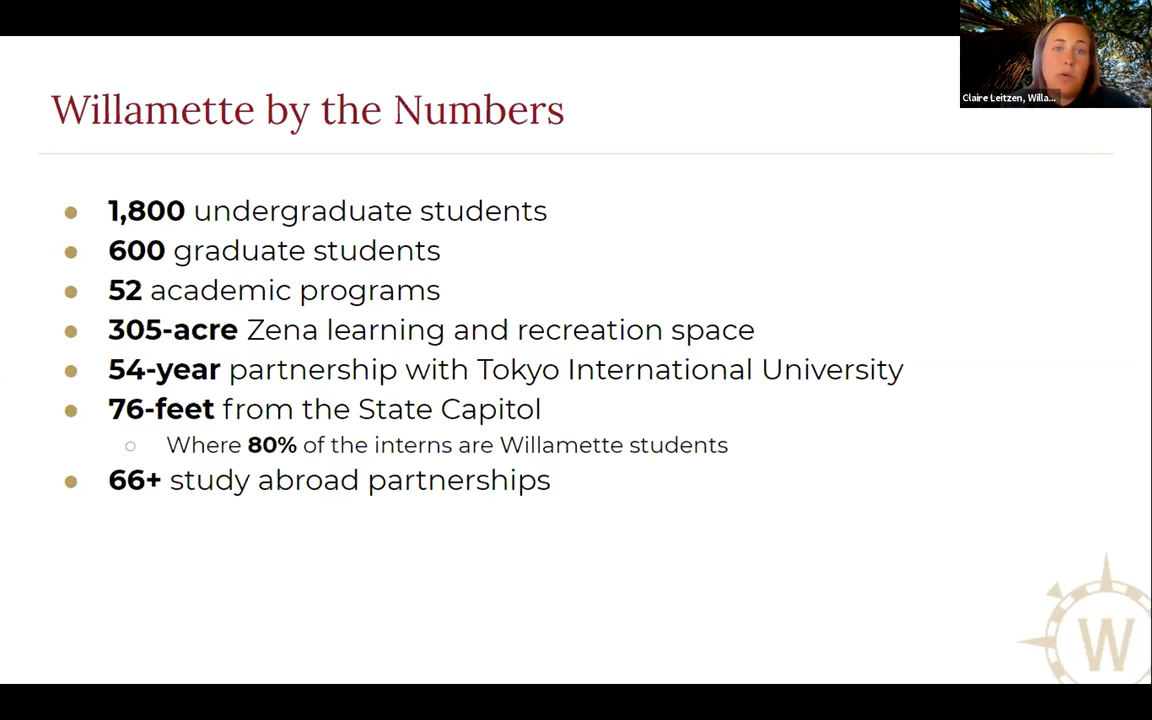 Claire Leitzen, Willa...
Willamette by the Numbers
1,800 undergraduate students
600 graduate students
52 academic programs
305-acre Zena learning and recreation space
54-year partnership with Tokyo International University
76-feet from the State Capitol
Where 80% of the interns are Willamette students
66+ study abroad partnerships
W